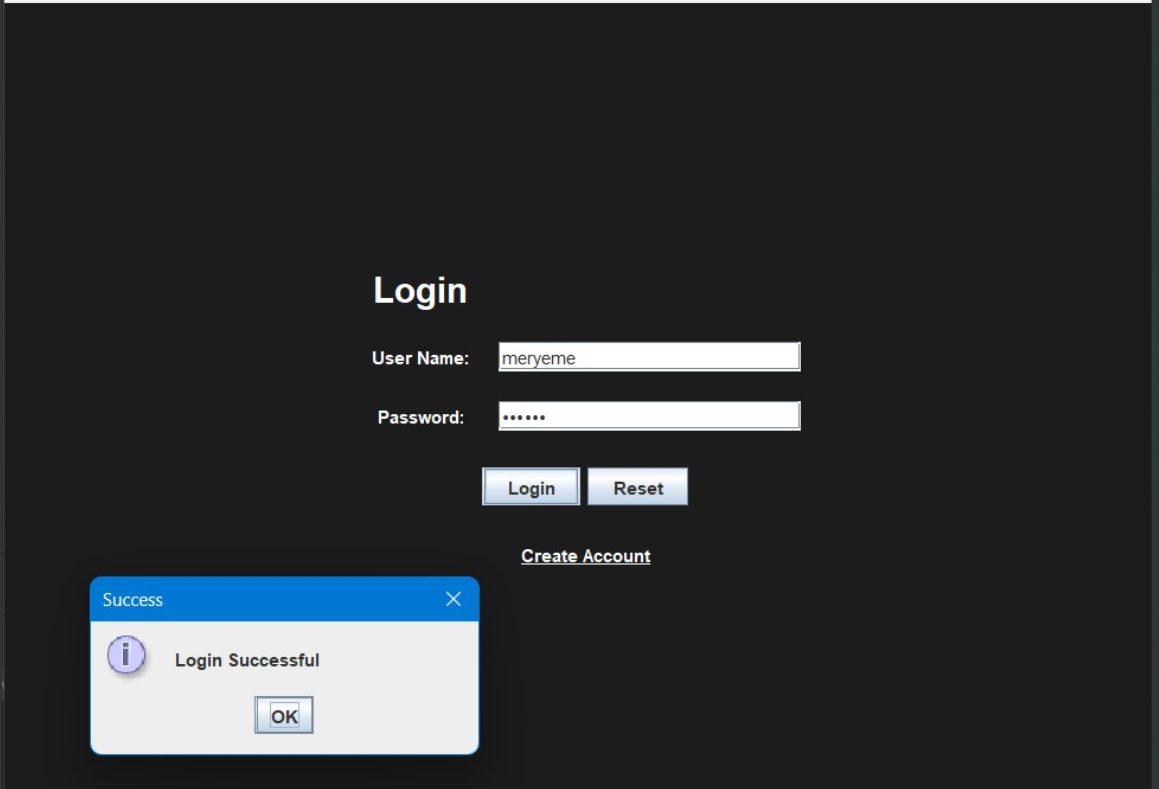 Login
User Name: meryeme
Password: ••••••
Login Reset
Create Account
Success
Login Successful
OK